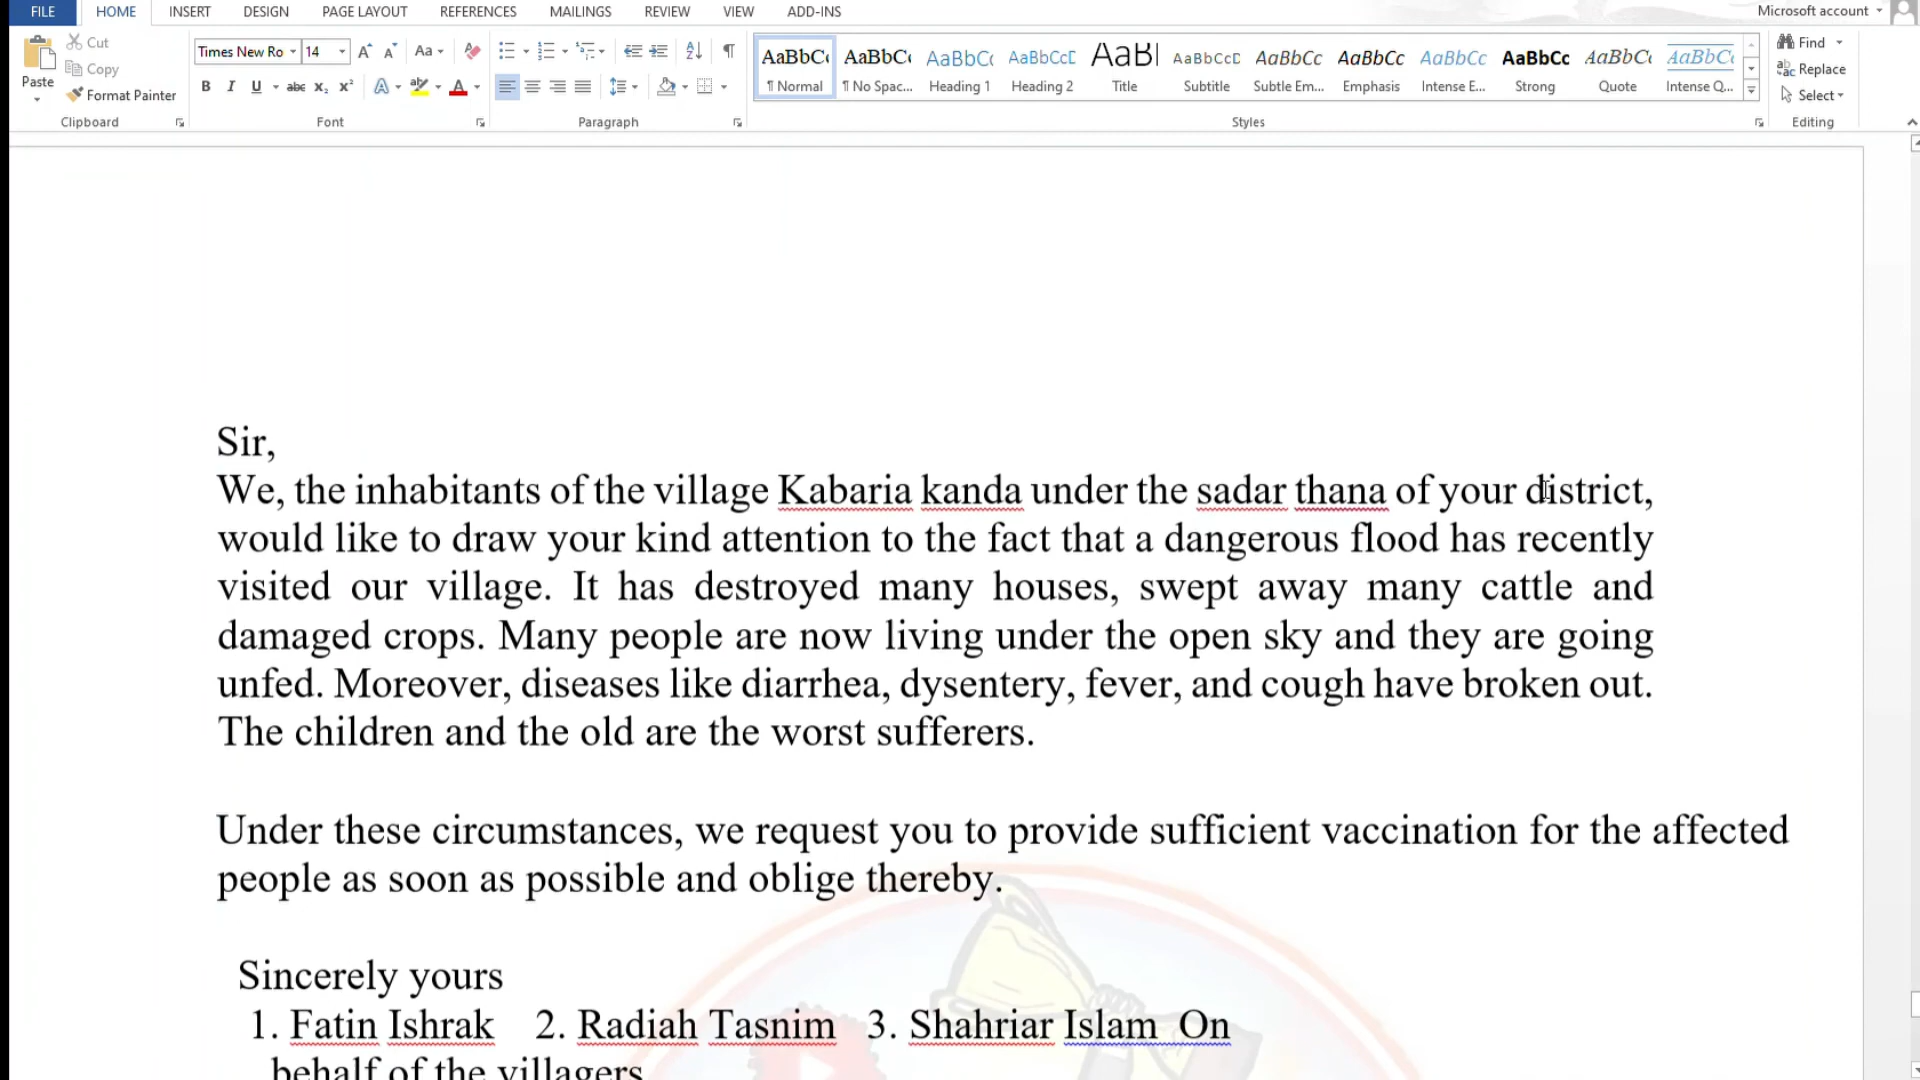 FILE HOME INSERT DESIGN PAGE LAYOUT REFERENCES MAILINGS REVIEW VIEW ADD-INS Microsoft account
Paste Cut Copy Format Painter
Times New Ro 14 Aa
B I U abc X₂ X² A A
AaBbCc AaBbCc AaBbCc AaBbCcD AaB AaBbCcD AaBbCc AaBbCc AaBbCc AaBbCc AaBbCc AaBbCc
¶ Normal ¶ No Spac... Heading 1 Heading 2 Title Subtitle Subtle Em... Emphasis Intense E... Strong Quote Intense Q...
Find
Replace
Select
Clipboard Font Paragraph Styles Editing
Sir,
We, the inhabitants of the village Kabaria kanda under the sadar thana of your district,
would like to draw your kind attention to the fact that a dangerous flood has recently
visited our village. It has destroyed many houses, swept away many cattle and
damaged crops. Many people are now living under the open sky and they are going
unfed. Moreover, diseases like diarrhea, dysentery, fever, and cough have broken out.
The children and the old are the worst sufferers.
Under these circumstances, we request you to provide sufficient vaccination for the affected
people as soon as possible and oblige thereby.
Sincerely yours
1. Fatin Ishrak 2. Radiah Tasnim 3. Shahriar Islam On
behalf of the villagers